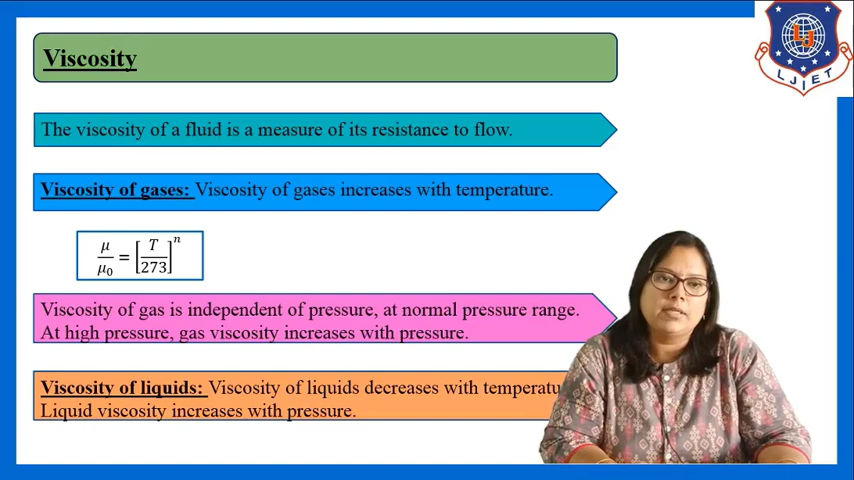 Viscosity
LJIET
The viscosity of a fluid is a measure of its resistance to flow.
Viscosity of gases: Viscosity of gases increases with temperature.
μ/μ₀ = [T/273]ⁿ
Viscosity of gas is independent of pressure, at normal pressure range.
At high pressure, gas viscosity increases with pressure.
Viscosity of liquids: Viscosity of liquids decreases with temperatu
Liquid viscosity increases with pressure.